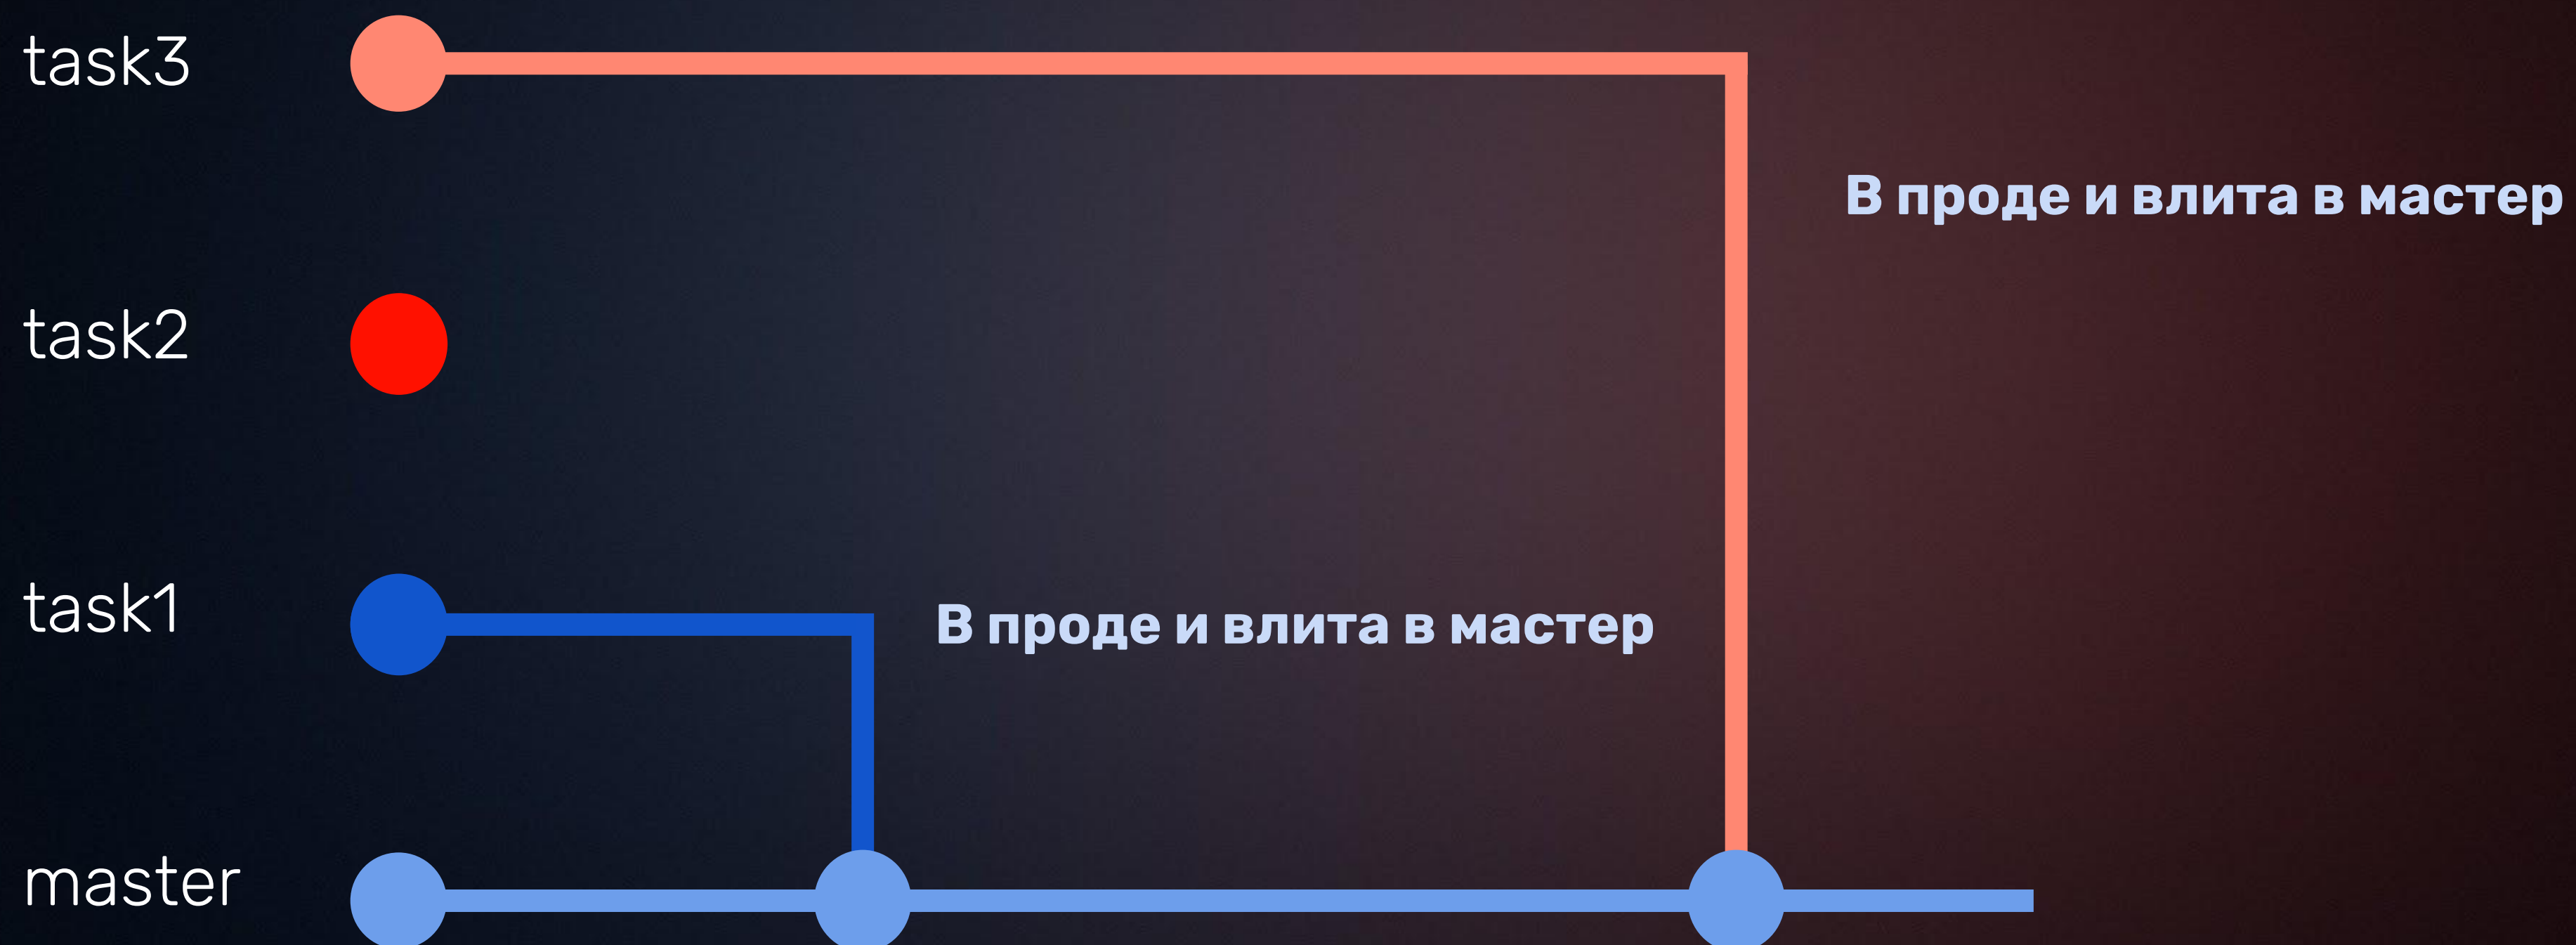 task3
В проде и влита в мастер
task2
task1
В проде и влита в мастер
master